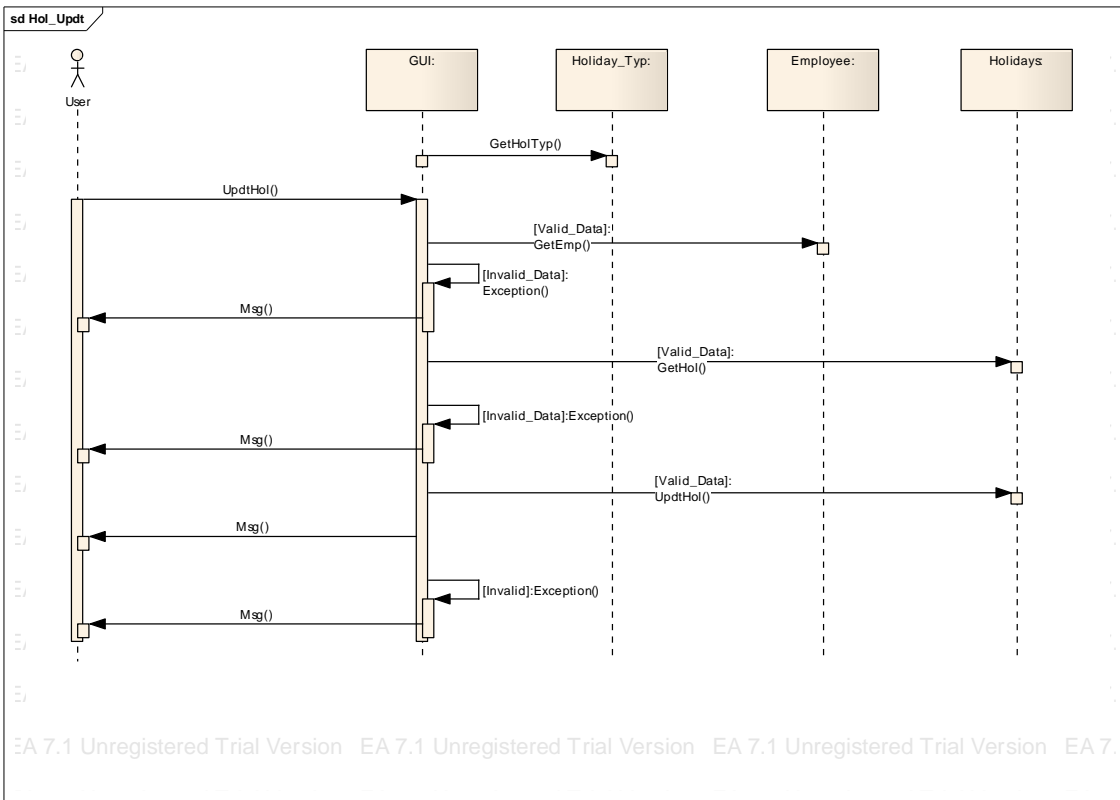 sd Hol_Updt
User
GUI:
Holiday_Typ:
Employee:
Holidays:
GetHolTyp()
UpdtHol()
[Valid_Data]:
GetEmp()
[Invalid_Data]:
Exception()
Msg()
[Valid_Data]:
GetHol()
[Invalid_Data]:Exception()
Msg()
[Valid_Data]:
UpdtHol()
Msg()
[Invalid]:Exception()
Msg()
EA 7.1 Unregistered Trial Version EA 7.1 Unregistered Trial Version EA 7.1 Unregistered Trial Version EA 7.